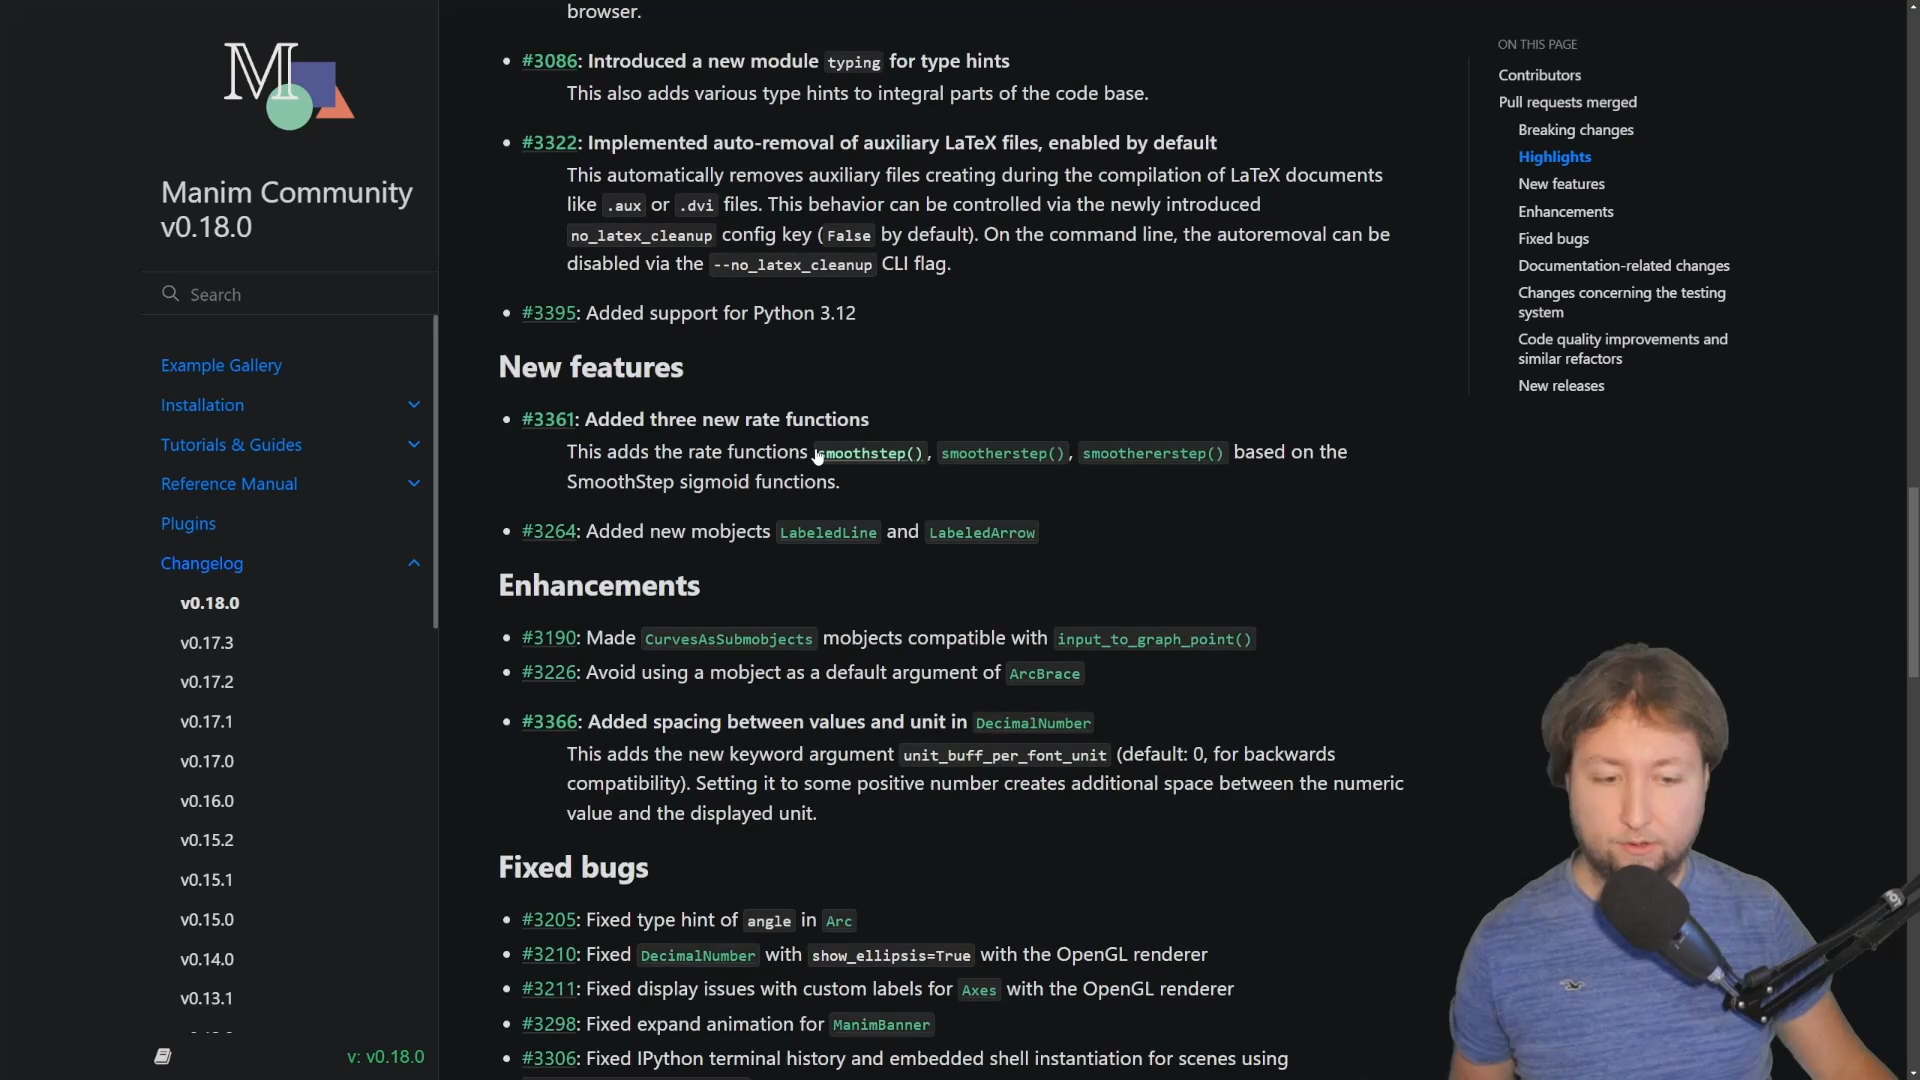 M
Manim Community
v0.18.0
Search
Example Gallery
Installation
Tutorials & Guides
Reference Manual
Plugins
Changelog
v0.18.0
v0.17.3
v0.17.2
v0.17.1
v0.17.0
v0.16.0
v0.15.2
v0.15.1
v0.15.0
v0.14.0
v0.13.1
v: v0.18.0
browser.
• #3086: Introduced a new module typing for type hints
This also adds various type hints to integral parts of the code base.
• #3322: Implemented auto-removal of auxiliary LaTeX files, enabled by default
This automatically removes auxiliary files creating during the compilation of LaTeX documents
like .aux or .dvi files. This behavior can be controlled via the newly introduced
no_latex_cleanup config key ( False by default). On the command line, the autoremoval can be
disabled via the --no_latex_cleanup CLI flag.
• #3395: Added support for Python 3.12
New features
• #3361: Added three new rate functions
This adds the rate functions smoothstep(), smootherstep(), smoothererstep() based on the
SmoothStep sigmoid functions.
• #3264: Added new mobjects LabeledLine and LabeledArrow
Enhancements
• #3190: Made CurvesAsSubmobjects mobjects compatible with input_to_graph_point()
• #3226: Avoid using a mobject as a default argument of ArcBrace
• #3366: Added spacing between values and unit in DecimalNumber
This adds the new keyword argument unit_buff_per_font_unit (default: 0, for backwards
compatibility). Setting it to some positive number creates additional space between the numeric
value and the displayed unit.
Fixed bugs
• #3205: Fixed type hint of angle in Arc
• #3210: Fixed DecimalNumber with show_ellipsis=True with the OpenGL renderer
• #3211: Fixed display issues with custom labels for Axes with the OpenGL renderer
• #3298: Fixed expand animation for ManimBanner
• #3306: Fixed IPython terminal history and embedded shell instantiation for scenes using
ON THIS PAGE
Contributors
Pull requests merged
Breaking changes
Highlights
New features
Enhancements
Fixed bugs
Documentation-related changes
Changes concerning the testing
system
Code quality improvements and
similar refactors
New releases